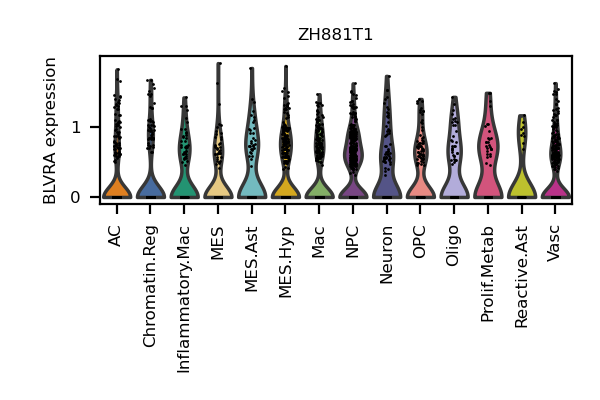 ZH881T1
BLVRA expression
1
0
AC
Chromatin.Reg
Inflammatory.Mac
MES
MES.Ast
MES.Hyp
Mac
NPC
Neuron
OPC
Oligo
Prolif.Metab
Reactive.Ast
Vasc